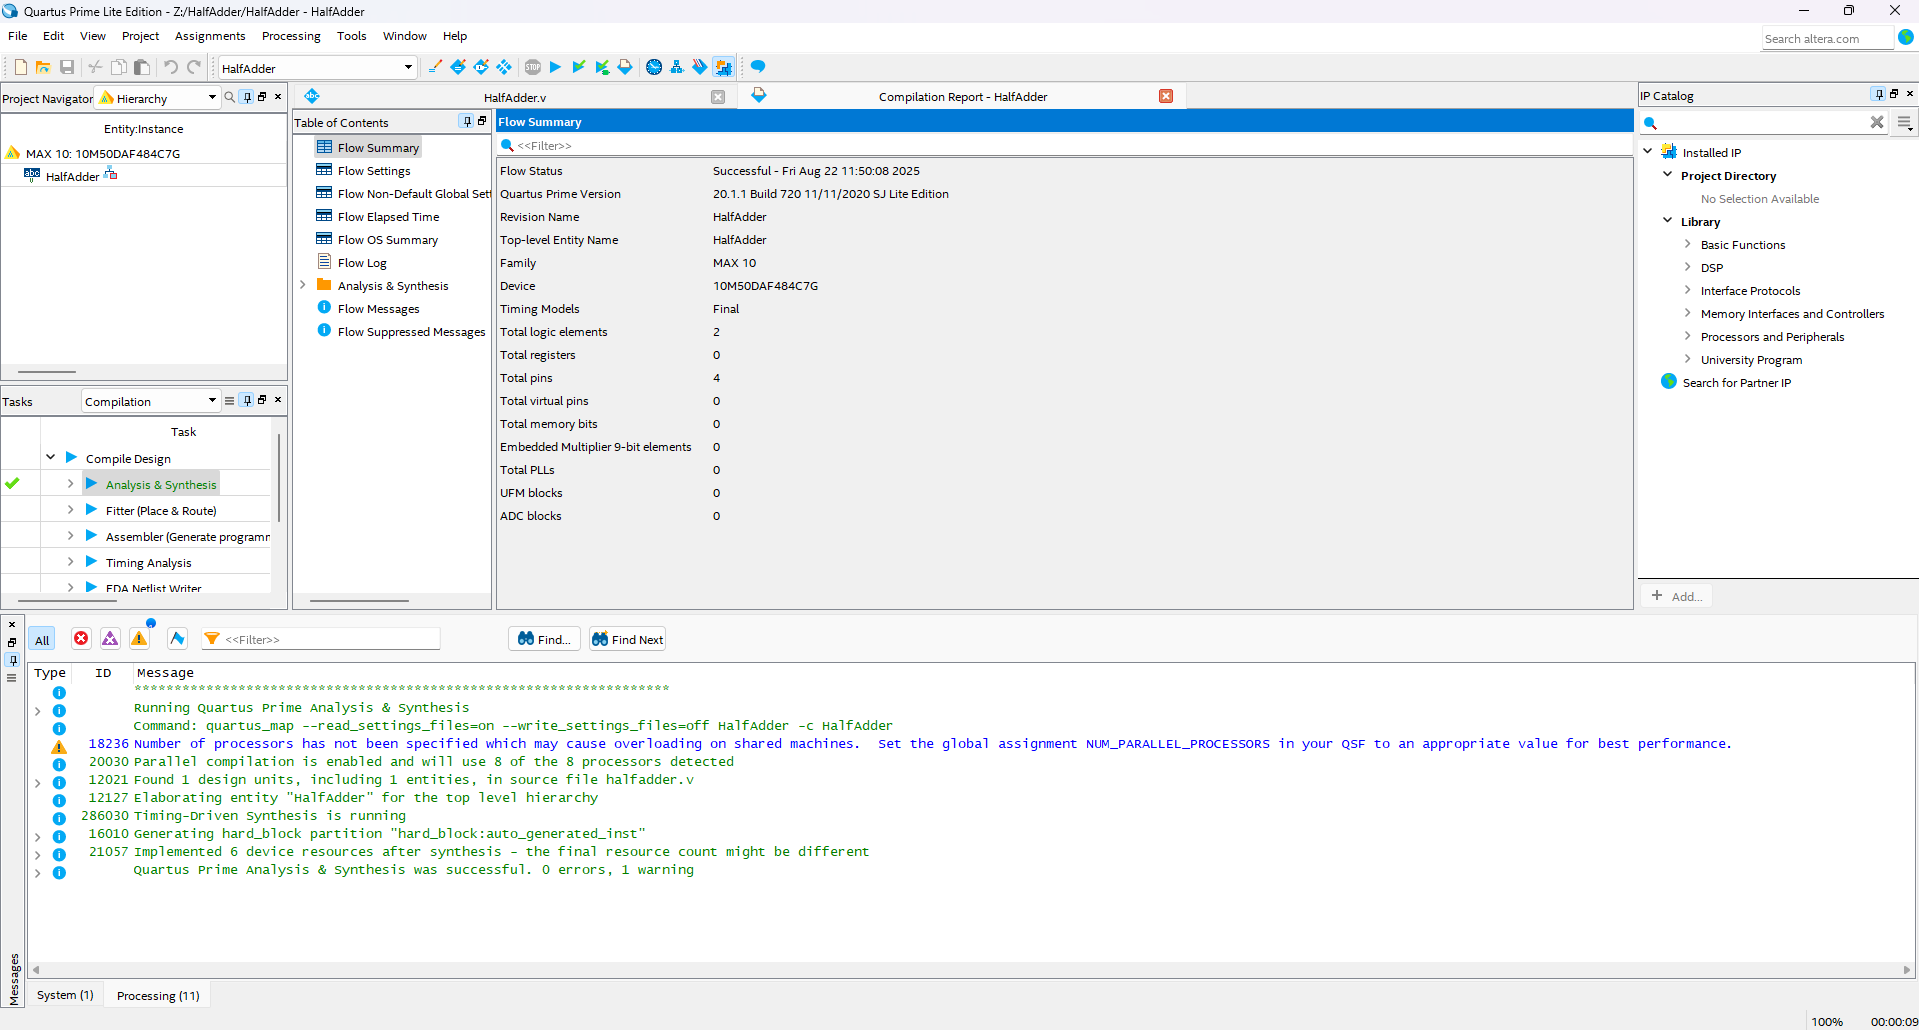 Quartus Prime Lite Edition - Z:/HalfAdder/HalfAdder - HalfAdder
File Edit View Project Assignments Processing Tools Window Help
Search altera.com
HalfAdder
STOP
Project Navigator Hierarchy
Entity:Instance
MAX 10: 10M50DAF484C7G
abc HalfAdder
Tasks Compilation
Task
Compile Design
Analysis & Synthesis
Fitter (Place & Route)
Assembler (Generate programm
Timing Analysis
EDA Netlist Writer
abc HalfAdder.v
Compilation Report - HalfAdder
Table of Contents
Flow Summary
Flow Settings
Flow Non-Default Global Sett
Flow Elapsed Time
Flow OS Summary
Flow Log
Analysis & Synthesis
Flow Messages
Flow Suppressed Messages
Flow Summary
<<Filter>>
Flow Status Successful - Fri Aug 22 11:50:08 2025
Quartus Prime Version 20.1.1 Build 720 11/11/2020 SJ Lite Edition
Revision Name HalfAdder
Top-level Entity Name HalfAdder
Family MAX 10
Device 10M50DAF484C7G
Timing Models Final
Total logic elements 2
Total registers 0
Total pins 4
Total virtual pins 0
Total memory bits 0
Embedded Multiplier 9-bit elements 0
Total PLLs 0
UFM blocks 0
ADC blocks 0
IP Catalog
Installed IP
Project Directory
No Selection Available
Library
Basic Functions
DSP
Interface Protocols
Memory Interfaces and Controllers
Processors and Peripherals
University Program
Search for Partner IP
+ Add...
All <<Filter>> Find... Find Next
Type ID Message
*******************************************************************
Running Quartus Prime Analysis & Synthesis
Command: quartus_map --read_settings_files=on --write_settings_files=off HalfAdder -c HalfAdder
18236 Number of processors has not been specified which may cause overloading on shared machines.  Set the global assignment NUM_PARALLEL_PROCESSORS in your QSF to an appropriate value for best performance.
20030 Parallel compilation is enabled and will use 8 of the 8 processors detected
12021 Found 1 design units, including 1 entities, in source file halfadder.v
12127 Elaborating entity "HalfAdder" for the top level hierarchy
286030 Timing-Driven Synthesis is running
16010 Generating hard_block partition "hard_block:auto_generated_inst"
21057 Implemented 6 device resources after synthesis - the final resource count might be different
Quartus Prime Analysis & Synthesis was successful. 0 errors, 1 warning
Messages
System (1) Processing (11)
100% 00:00:09